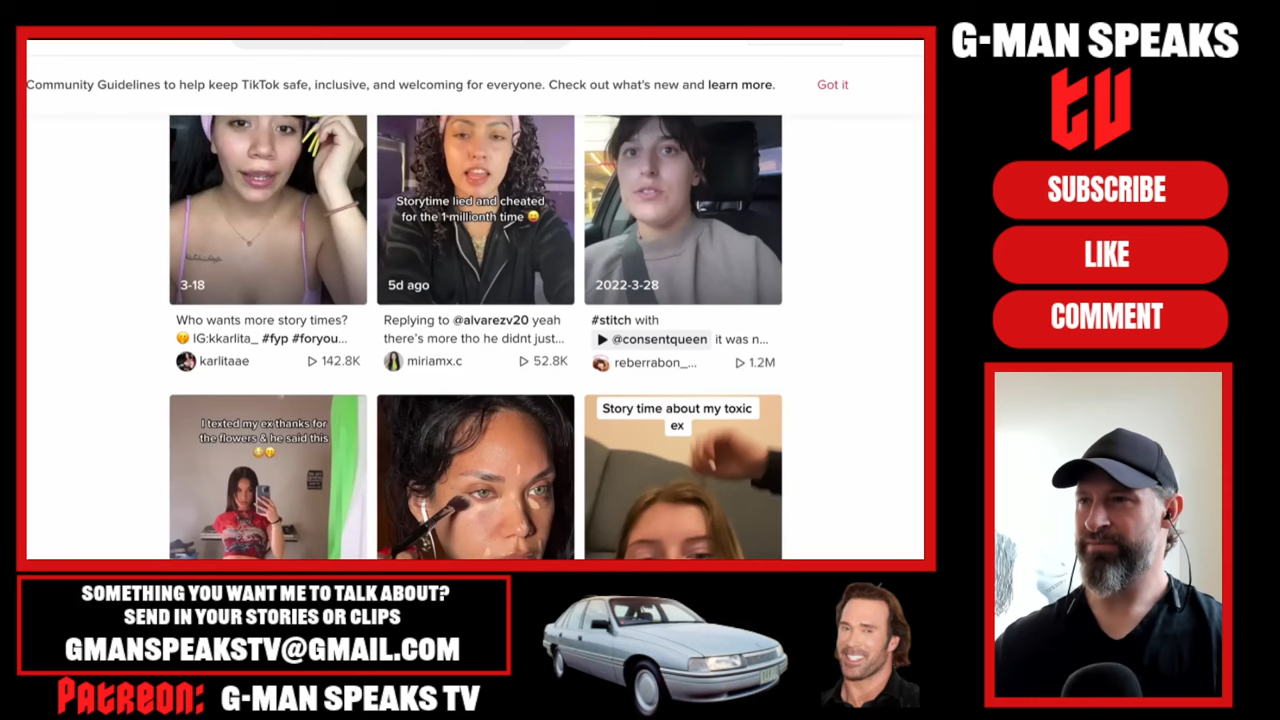 G-MAN SPEAKS
tv
SUBSCRIBE
LIKE
COMMENT
Community Guidelines to help keep TikTok safe, inclusive, and welcoming for everyone. Check out what's new and learn more.
Got it
3-18
Storytime lied and cheated
for the 1 millionth time 😛
5d ago
2022-3-28
Who wants more story times?
🤭 IG:kkarlita_ #fyp #foryou...
karlitaae
142.8K
Replying to @alvarezv20 yeah
there's more tho he didnt just...
miriamx.c
52.8K
#stitch with
@consentqueen it was n...
reberrabon_...
1.2M
I texted my ex thanks for
the flowers & he said this
😳🤭
Story time about my toxic
ex
SOMETHING YOU WANT ME TO TALK ABOUT?
SEND IN YOUR STORIES OR CLIPS
GMANSPEAKSTV@GMAIL.COM
Patreon: G-MAN SPEAKS TV